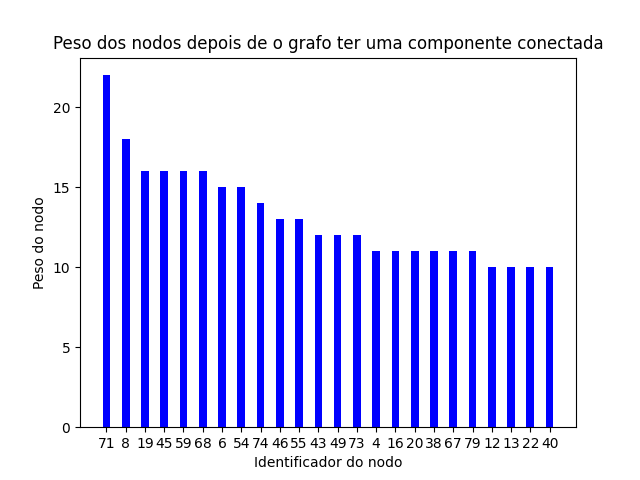 Peso dos nodos depois de o grafo ter uma componente conectada
Peso do nodo
20
15
10
5
0
71 8 19 45 59 68 6 54 74 46 55 43 49 73 4 16 20 38 67 79 12 13 22 40
Identificador do nodo